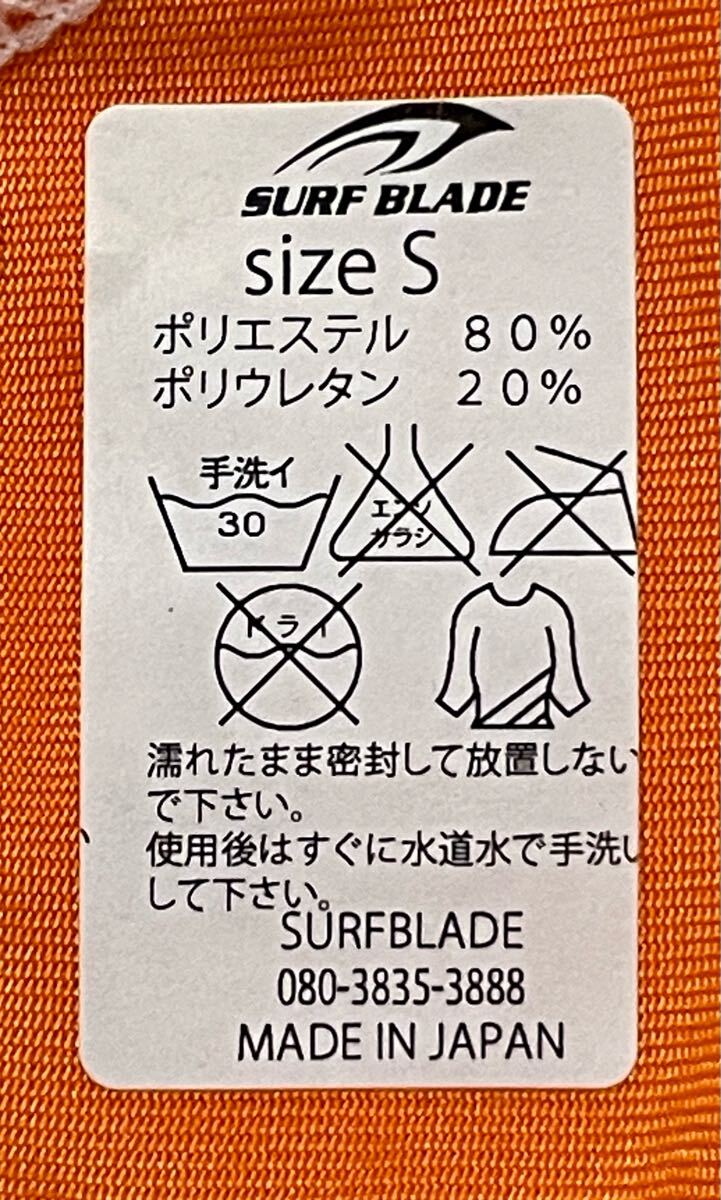 SURF BLADE
size S
ポリエステル　８０％
ポリウレタン　２０％
手洗イ
30
エンソ
サラシ
ドライ
濡れたまま密封して放置しない
で下さい。
使用後はすぐに水道水で手洗い
して下さい。
SURFBLADE
080-3835-3888
MADE IN JAPAN